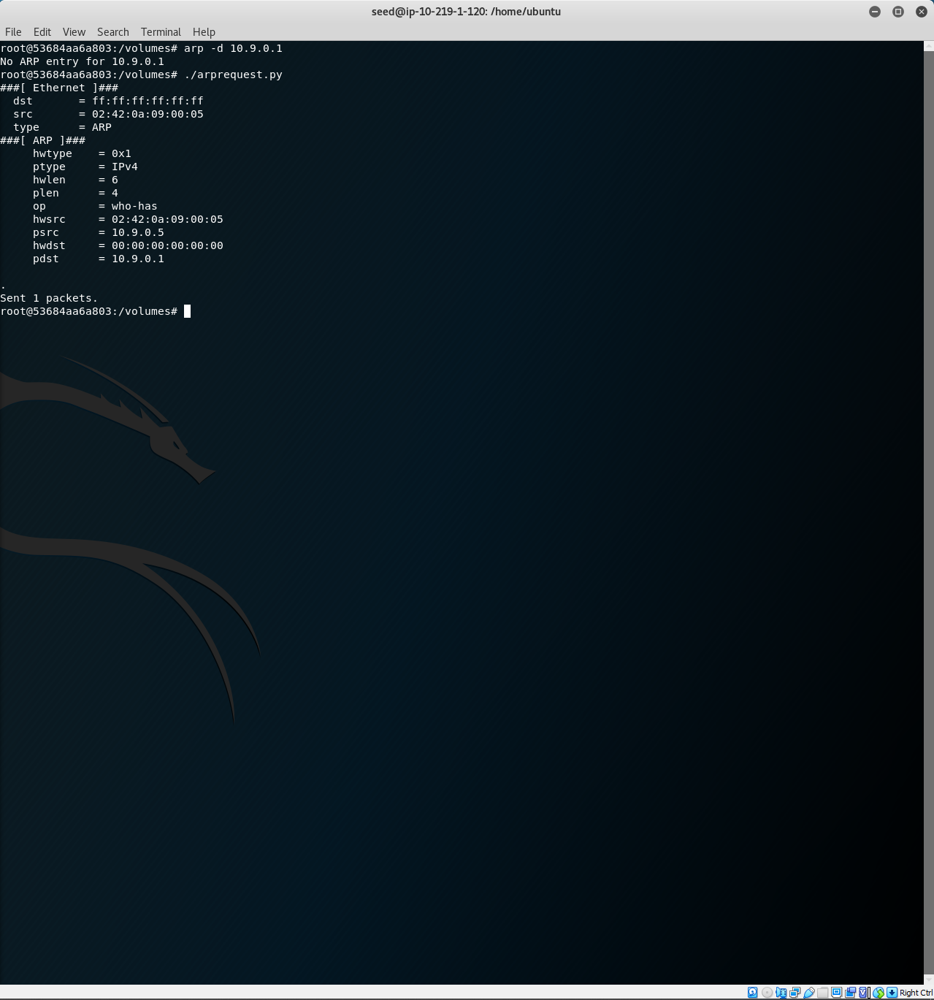 seed@ip-10-219-1-120: /home/ubuntu
File Edit View Search Terminal Help
root@53684aa6a803:/volumes# arp -d 10.9.0.1
No ARP entry for 10.9.0.1
root@53684aa6a803:/volumes# ./arprequest.py
###[ Ethernet ]###
  dst       = ff:ff:ff:ff:ff:ff
  src       = 02:42:0a:09:00:05
  type      = ARP
###[ ARP ]###
     hwtype    = 0x1
     ptype     = IPv4
     hwlen     = 6
     plen      = 4
     op        = who-has
     hwsrc     = 02:42:0a:09:00:05
     psrc      = 10.9.0.5
     hwdst     = 00:00:00:00:00:00
     pdst      = 10.9.0.1
.
Sent 1 packets.
root@53684aa6a803:/volumes#
Right Ctrl